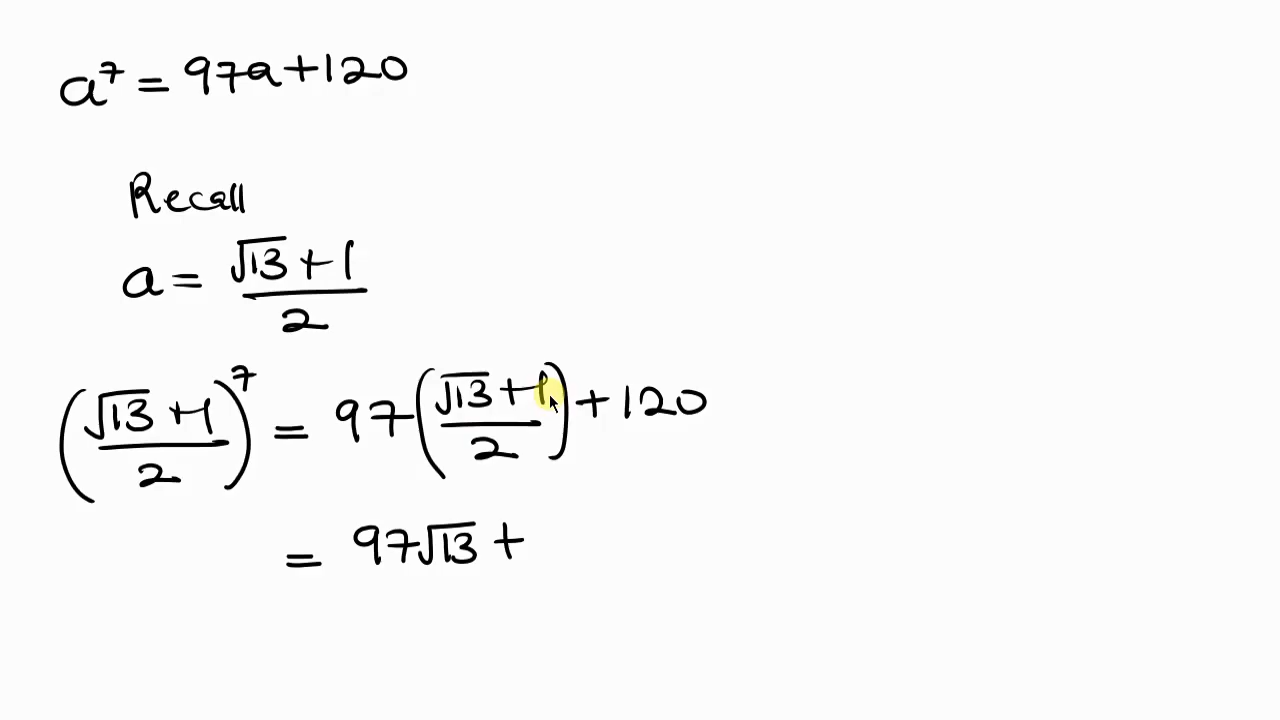 a⁷ = 97a+120
Recall
a = (√13 + 1)/2
((√13 + 1)/2)⁷ = 97((√13 + 1)/2) + 120
= 97√13 +